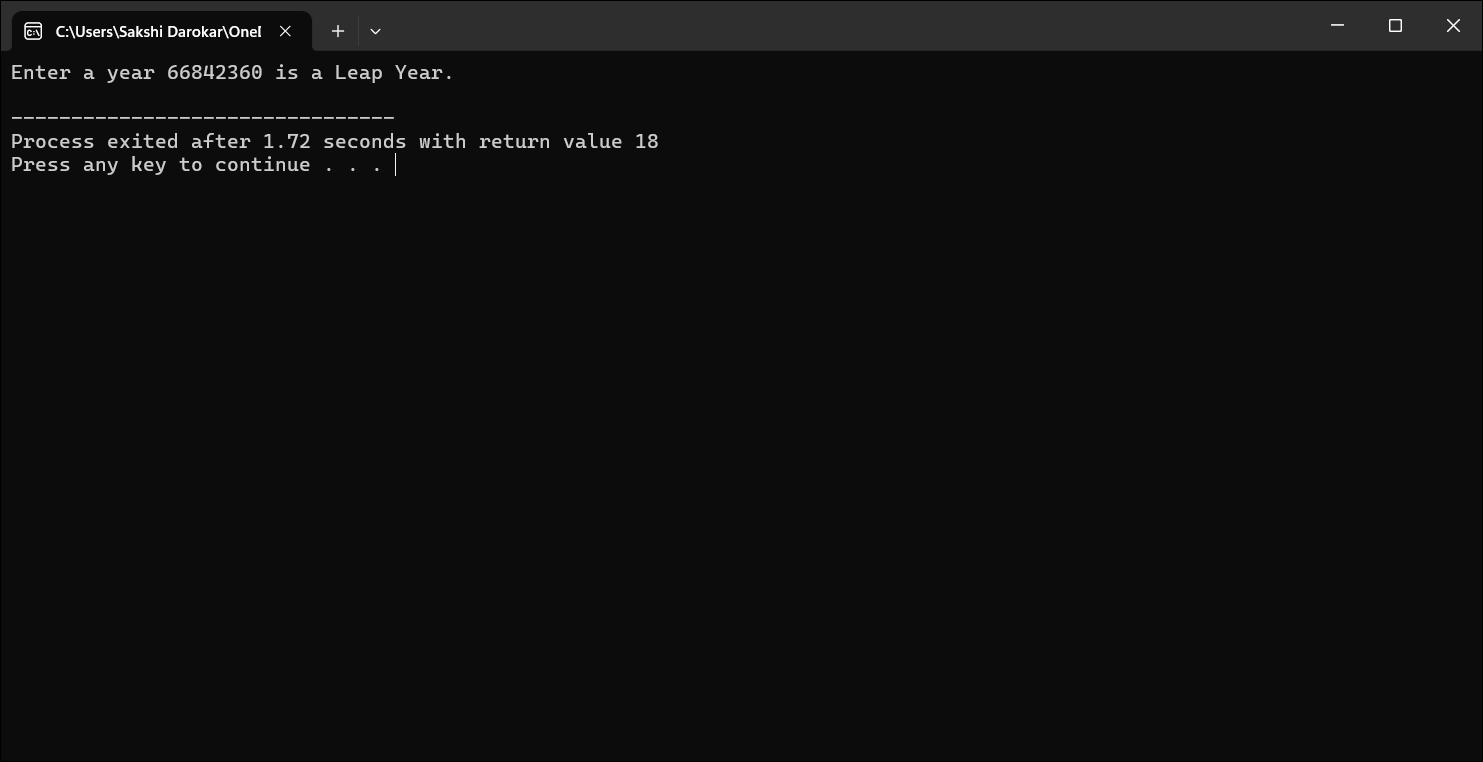 C:\Users\Sakshi Darokar\Onel
Enter a year 66842360 is a Leap Year.
--------------------------------
Process exited after 1.72 seconds with return value 18
Press any key to continue . . .